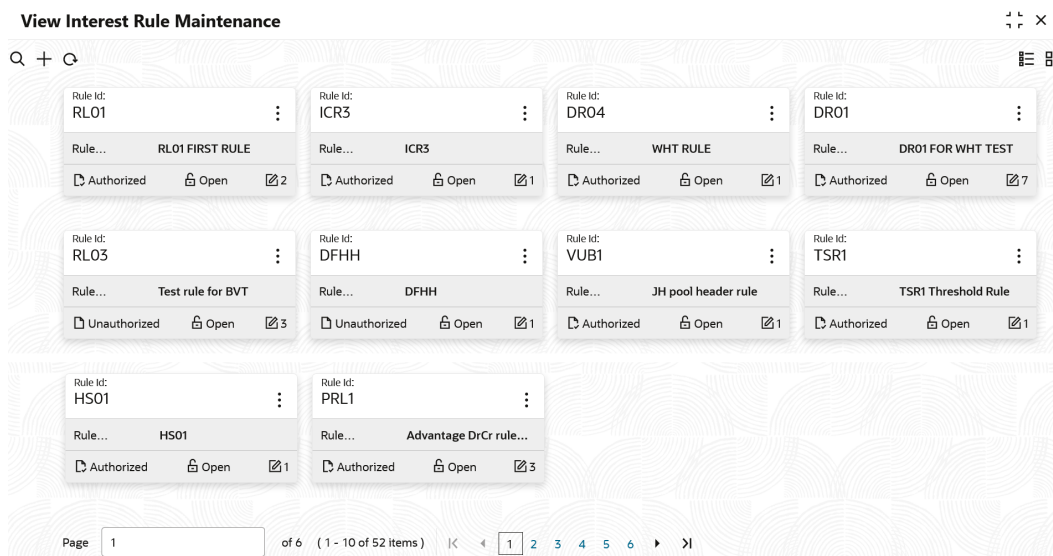 View Interest Rule Maintenance
Rule Id: Rule Id: Rule Id: Rule Id:
RL01 ICR3 DR04 DR01
Rule... RL01 FIRST RULE Rule... ICR3 Rule... WHT RULE Rule... DR01 FOR WHT TEST
Authorized Open 2 Authorized Open 1 Authorized Open 1 Authorized Open 7
Rule Id: Rule Id: Rule Id: Rule Id:
RL03 DFHH VUB1 TSR1
Rule... Test rule for BVT Rule... DFHH Rule... JH pool header rule Rule... TSR1 Threshold Rule
Unauthorized Open 3 Unauthorized Open 1 Authorized Open 1 Authorized Open 1
Rule Id: Rule Id:
HS01 PRL1
Rule... HS01 Rule... Advantage DrCr rule...
Authorized Open 1 Authorized Open 3
Page 1 of 6 ( 1 - 10 of 52 items ) 1 2 3 4 5 6